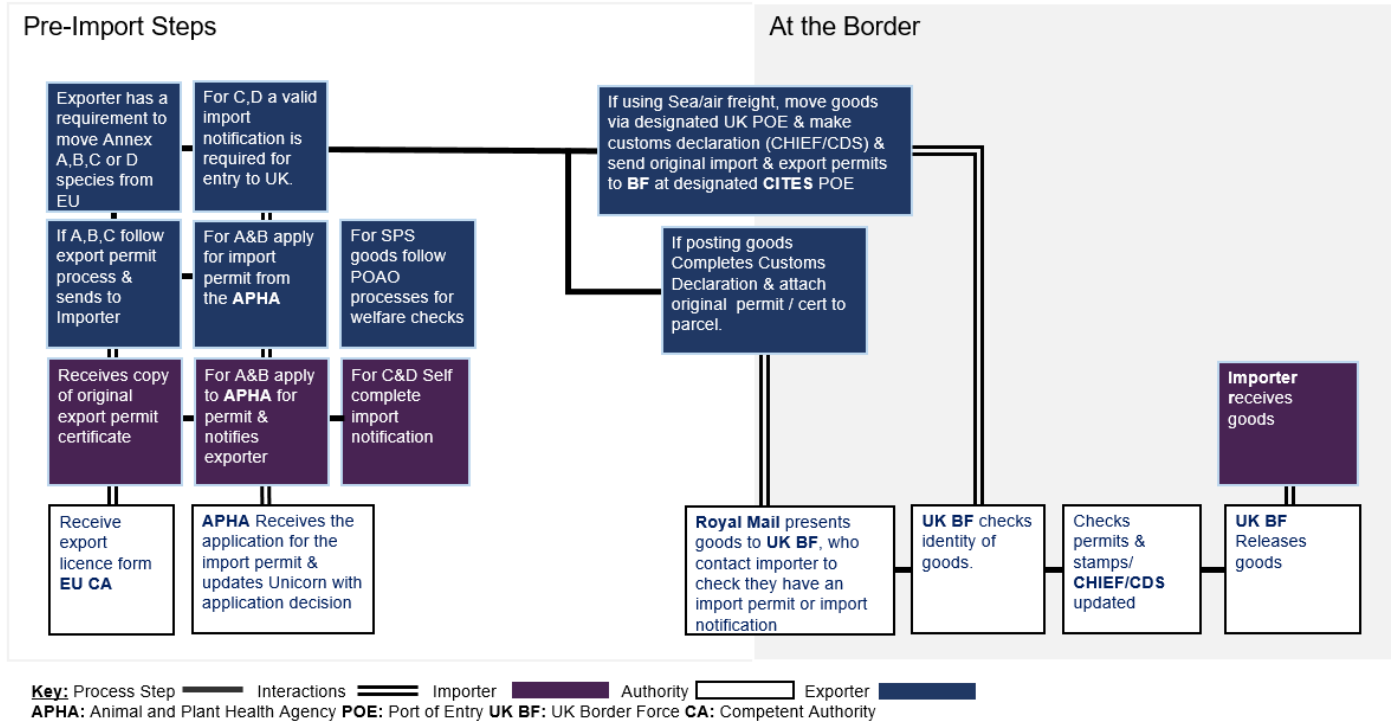 Pre-Import Steps
At the Border
Exporter has a
requirement to
move Annex
A,B,C or D
species from
EU
For C,D a valid
import
notification is
required for
entry to UK.
If using Sea/air freight, move goods
via designated UK POE & make
customs declaration (CHIEF/CDS) &
send original import & export permits
to BF at designated CITES POE
If A,B,C follow
export permit
process &
sends to
Importer
For A&B apply
for import
permit from
the APHA
For SPS
goods follow
POAO
processes for
welfare checks
If posting goods
Completes Customs
Declaration & attach
original permit / cert to
parcel.
Receives copy
of original
export permit
certificate
For A&B apply
to APHA for
permit &
notifies
exporter
For C&D Self
complete
import
notification
Importer
receives
goods
Receive
export
licence form
EU CA
APHA Receives the
application for the
import permit &
updates Unicorn with
application decision
Royal Mail presents
goods to UK BF, who
contact importer to
check they have an
import permit or import
notification
UK BF checks
identity of
goods.
Checks
permits &
stamps/
CHIEF/CDS
updated
UK BF
Releases
goods
Key: Process Step Interactions Importer Authority Exporter
APHA: Animal and Plant Health Agency POE: Port of Entry UK BF: UK Border Force CA: Competent Authority